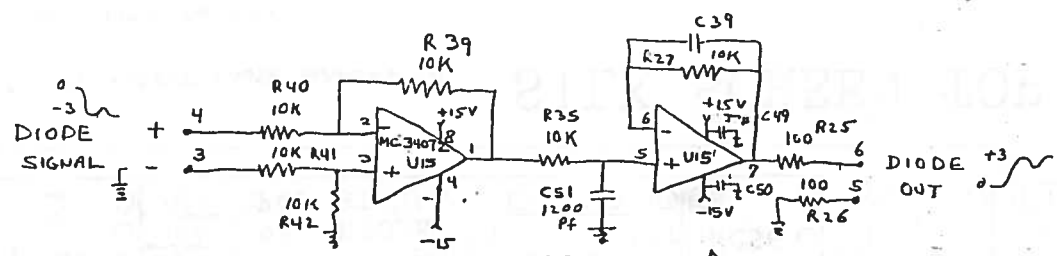 0
-3
DIODE
SIGNAL
+
-
4
3
R40
10K
10K R41
10K
R42
R39
10K
2
3
-
+
MC3407
U15
+15V
8
1
4
-15
R35
10K
C51
1200
Pf
C39
R27 10K
6
5
-
+
U15
+15V
C49
C50
-15V
7
100 R25
100
R26
6
5
DIODE
OUT
+3
0